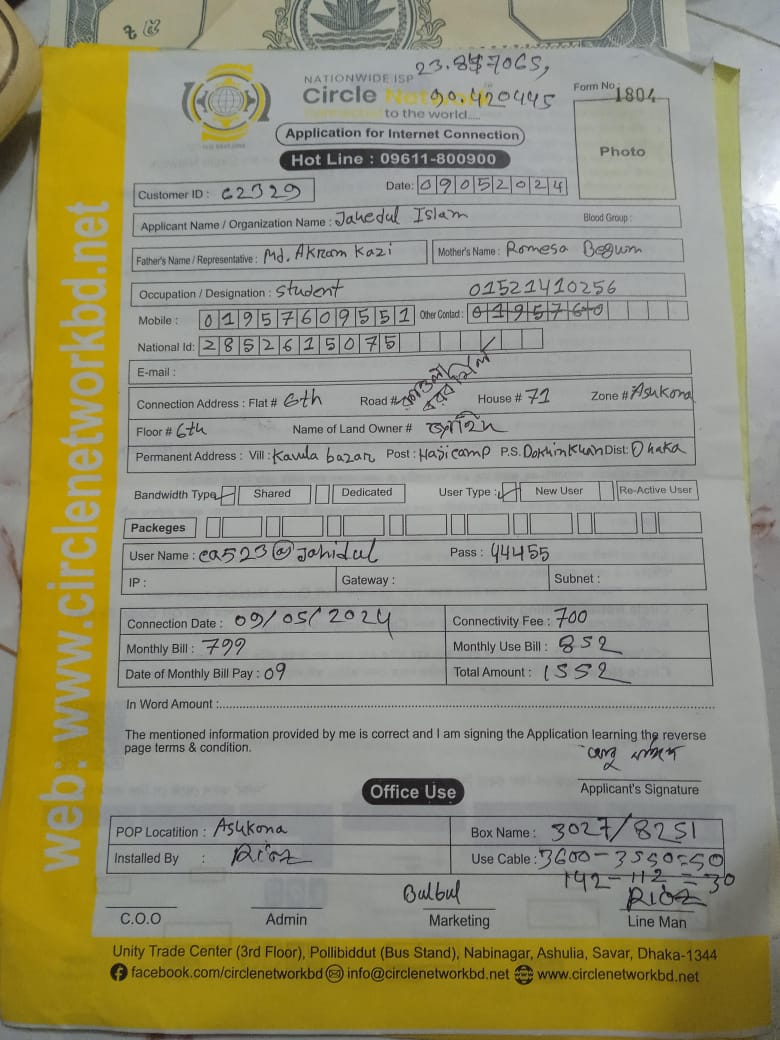 NATIONWIDE ISP
23.8
Circle Network
90.420445
to the world.....
Form No : 1804
Application for Internet Connection
Photo
Hot Line : 09611-800900
Customer ID : 62329
Date: 09052024
Applicant Name / Organization Name : Jahedul Islam
Blood Group :
Father's Name / Representative : Md. Akram Kazi
Mother's Name : Romesa Begum
Occupation / Designation : Student
01521410256
Mobile : 01957609551
Other Contact : 0195760
National Id: 2852615075
E-mail :
Connection Address : Flat # 6th
Road #
House # 71
Zone # Ashkona
Floor # 6th
Name of Land Owner #
Permanent Address : Vill : Kawla bazar Post : Hajicamp P.S. Dakhinkhan Dist: Dhaka
Bandwidth Type
Shared
Dedicated
User Type :
New User
Re-Active User
Packeges
User Name : ca523@Jahidul
Pass : 44455
IP :
Gateway :
Subnet :
Connection Date : 09/05/2024
Connectivity Fee : 700
Monthly Bill : 799
Monthly Use Bill : 852
Date of Monthly Bill Pay : 09
Total Amount : 1552
In Word Amount :
The mentioned information provided by me is correct and I am signing the Application learning the reverse
page terms & condition.
Applicant's Signature
Office Use
POP Locatition : Ashkona
Box Name : 3027/8251
Installed By :
Use Cable : 3600-3550=50
142-112=30
Bulbul
C.O.O
Admin
Marketing
Line Man
Unity Trade Center (3rd Floor), Pollibiddut (Bus Stand), Nabinagar, Ashulia, Savar, Dhaka-1344
facebook.com/circlenetworkbd info@circlenetworkbd.net www.circlenetworkbd.net
web: www.circlenetworkbd.net